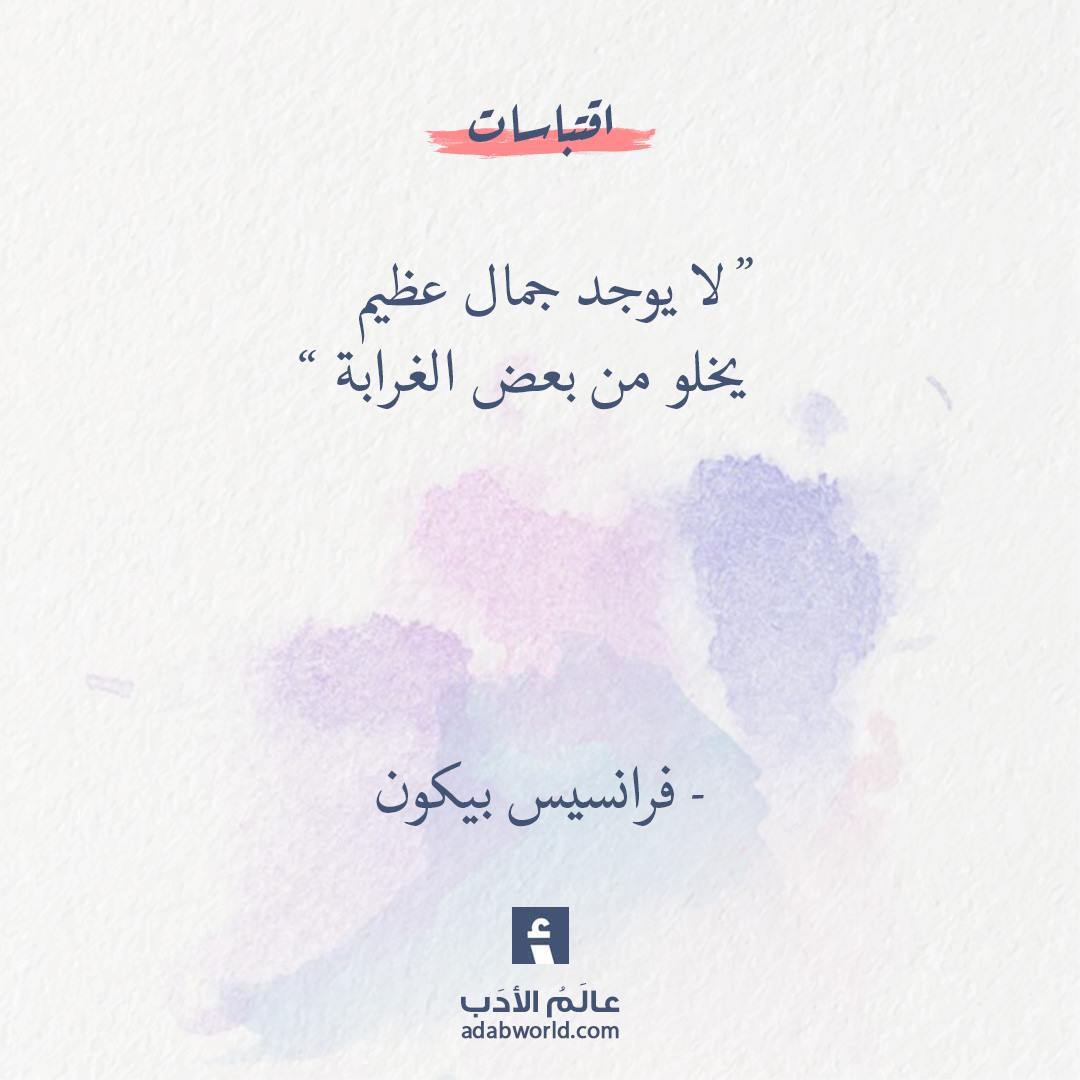 اقتباسات
” لا يوجد جمال عظيم
يخلو من بعض الغرابة “
- فرانسيس بيكون
أ
عالَمُ الأدَب
adabworld.com